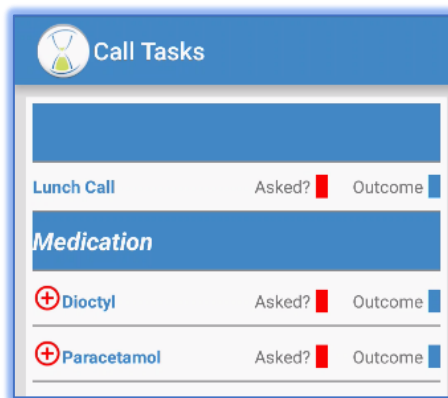 Call Tasks
Lunch Call Asked? Outcome
Medication
Dioctyl Asked? Outcome
Paracetamol Asked? Outcome